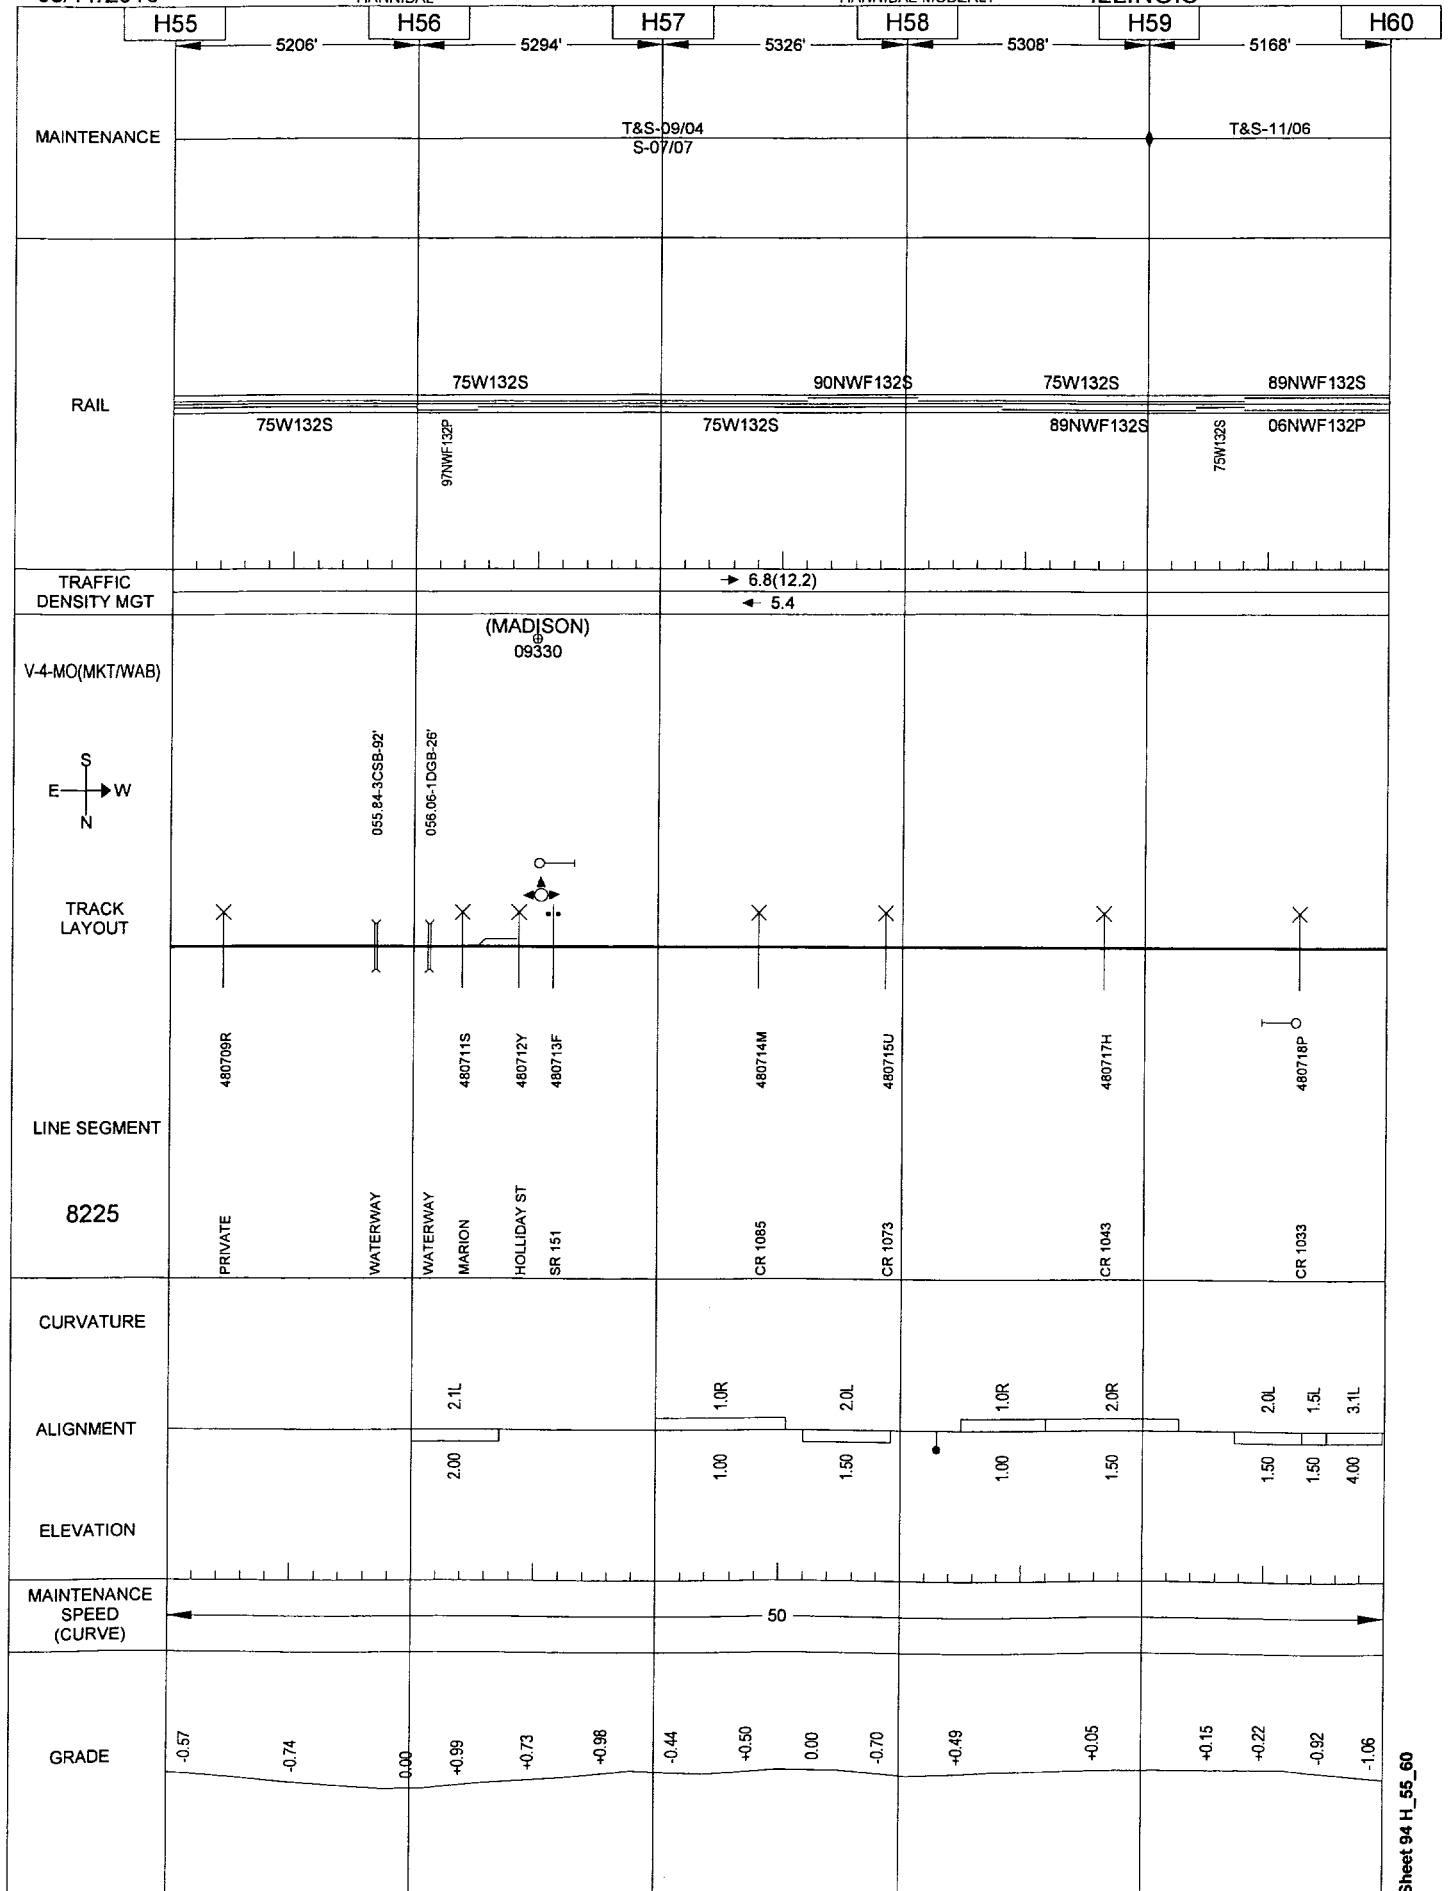 ILLINOIS
H55 H56 H57 H58 H59 H60
5206' 5294' 5326' 5308' 5168'
MAINTENANCE
T&S-09/04
S-07/07
T&S-11/06
RAIL
75W132S 90NWF132S 75W132S 89NWF132S
75W132S 75W132S 89NWF132S 06NWF132P
97NWF132P
75W132S
TRAFFIC
DENSITY MGT
6.8(12.2)
5.4
(MADISON)
09330
V-4-MO(MKT/WAB)
055.84-3CSB-92'
056.06-1DGB-26'
S
E W
N
TRACK
LAYOUT
480709R
480711S
480712Y
480713F
480714M
480715U
480717H
480718P
LINE SEGMENT
8225
PRIVATE
WATERWAY
WATERWAY
MARION
HOLLIDAY ST
SR 151
CR 1085
CR 1073
CR 1043
CR 1033
CURVATURE
2.1L 1.0R 2.0L 1.0R 2.0R 2.0L 1.5L 3.1L
ALIGNMENT
2.00 1.00 1.50 1.00 1.50 1.50 1.50 4.00
ELEVATION
MAINTENANCE
SPEED
(CURVE)
50
GRADE
-0.57 -0.74 0.00 +0.99 +0.73 +0.98 -0.44 +0.50 0.00 -0.70 +0.49 +0.05 +0.15 +0.22 -0.92 -1.06
Sheet 94 H_55_60